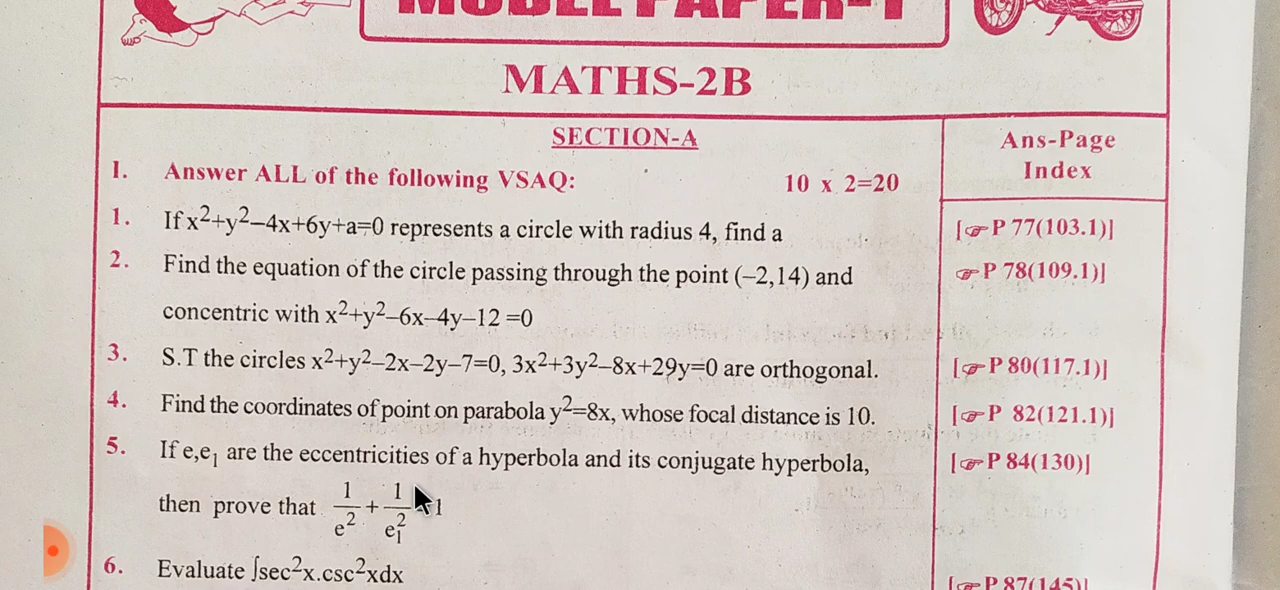 MODEL PAPER-1
MATHS-2B
SECTION-A
Ans-Page
Index
I. Answer ALL of the following VSAQ: 10 x 2=20
1. If x²+y²–4x+6y+a=0 represents a circle with radius 4, find a [☞P 77(103.1)]
2. Find the equation of the circle passing through the point (–2,14) and ☞P 78(109.1)]
concentric with x²+y²–6x–4y–12 =0
3. S.T the circles x²+y²–2x–2y–7=0, 3x²+3y²–8x+29y=0 are orthogonal. [☞P 80(117.1)]
4. Find the coordinates of point on parabola y²=8x, whose focal distance is 10. [☞P 82(121.1)]
5. If e,e₁ are the eccentricities of a hyperbola and its conjugate hyperbola, [☞P 84(130)]
then prove that 1/e² + 1/e₁² 1
6. Evaluate ∫sec²x.csc²xdx [☞P 87(145)]